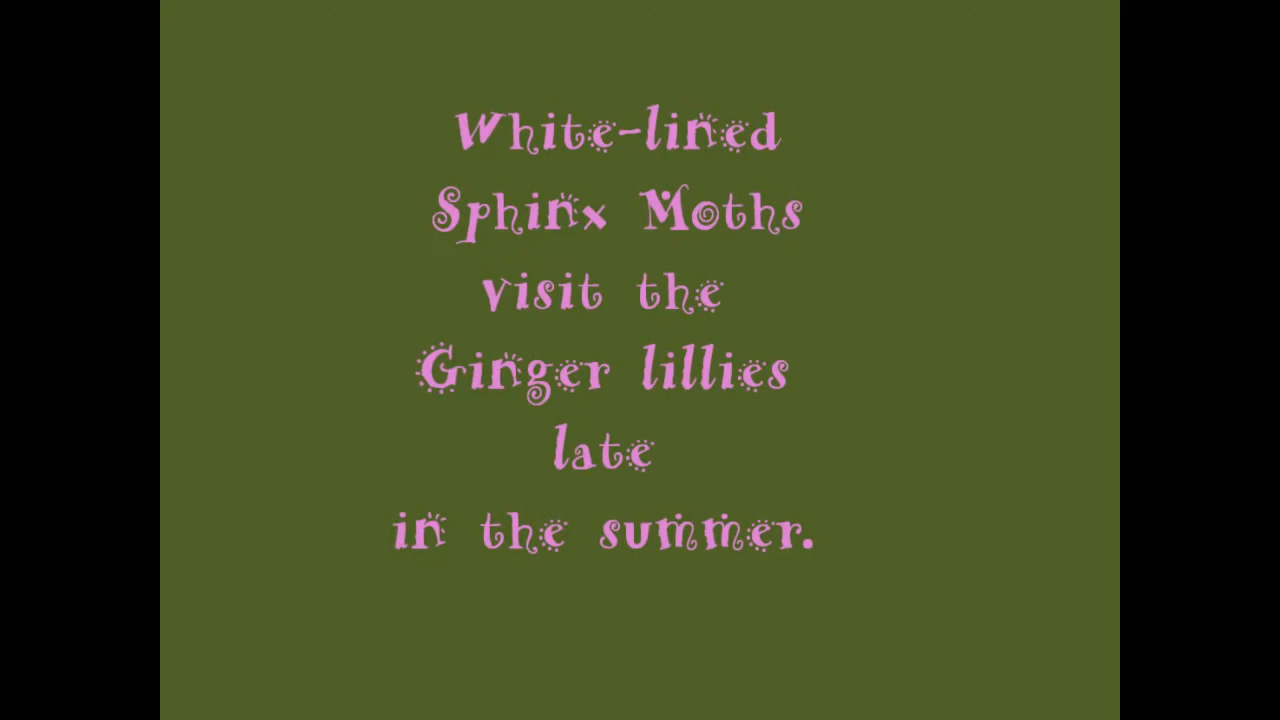 White-lined
Sphinx Moths
visit the
Ginger lillies
late
in the summer.